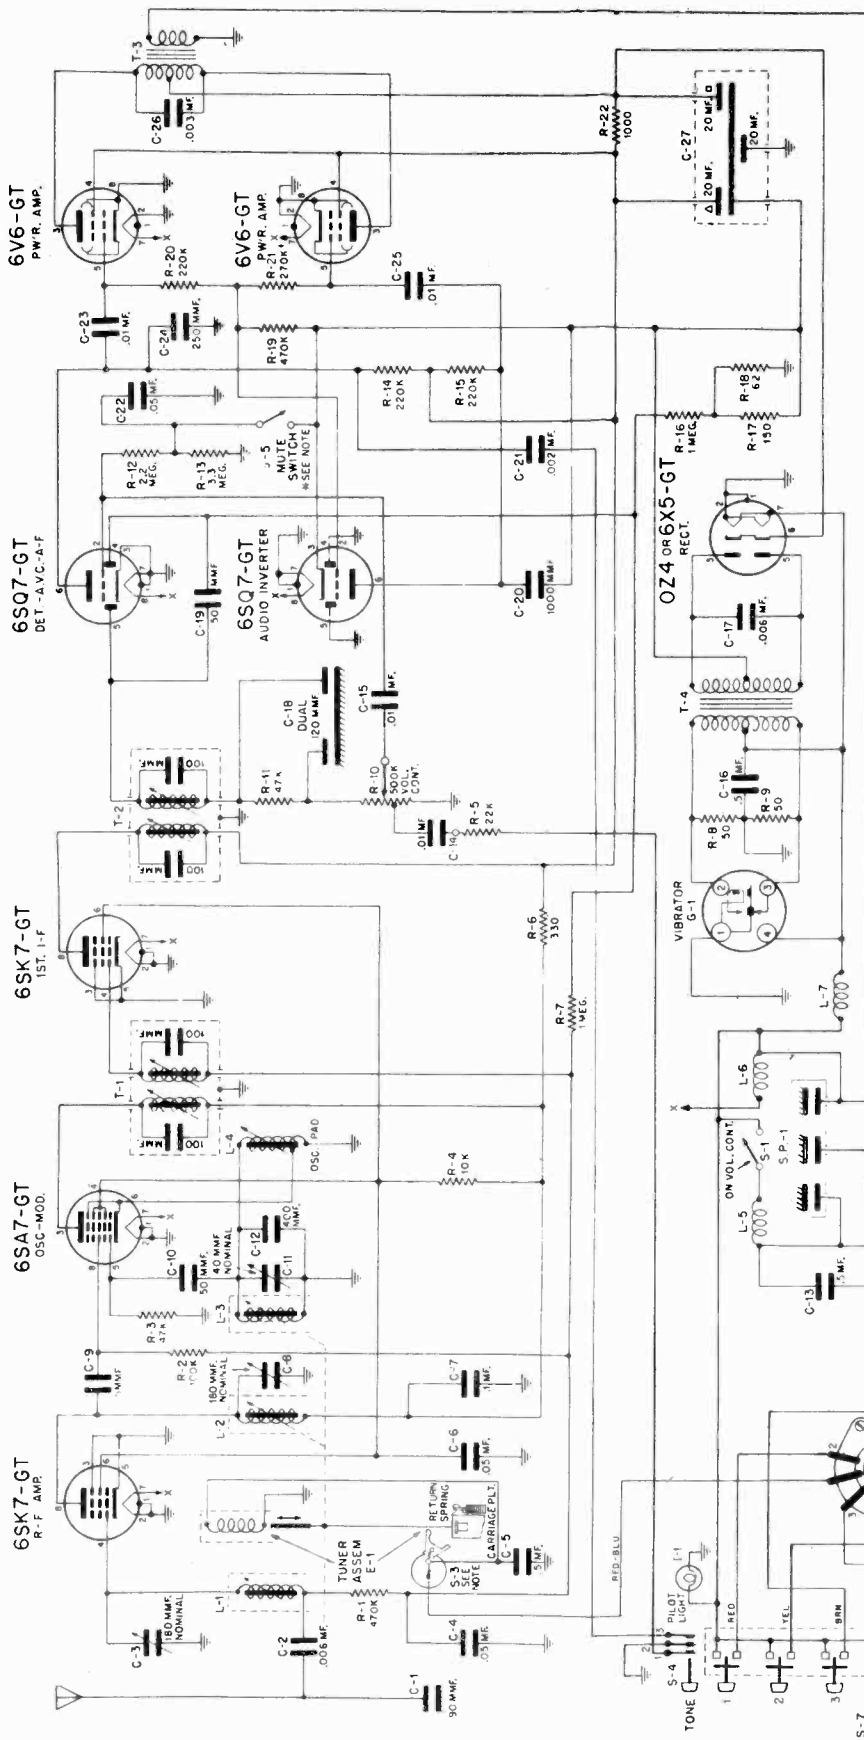 6SK7-GT
R-F AMP.
6SA7-GT
OSC-MOD.
6SK7-GT
1ST. I-F
6SQ7-GT
DET.-A.V.C.-A-F
6V6-GT
PW'R. AMP.
C-3
180 MMF.
NOMINAL
C-1
90 MMF.
C-2
.006 MF.
L-1
R-1
470K
C-4
.05 MF.
TUNER
ASSEM
E-1
RETURN
SPRING
CARRIAGE PLT.
S-3
SEE
NOTE
C-5
.5 MF.
C-6
.05 MF.
C-7
.1 MF.
L-2
C-8
180 MMF.
NOMINAL
C-9
R-2
100K
R-3
47K
C-10
50 MMF.
40 MMF
NOMINAL
L-3
C-11
C-12
400
MMF.
L-4
OSC. PAD
R-4
10K
T-1
100
MMF.
100
MMF.
R-6
330
R-7
1 MEG.
T-2
100
MMF.
100
MMF.
R-11
47K
C-18
DUAL
120 MMF.
R-10
500K
VOL.
CONT.
C-14
.01 MF
R-5
22K
C-15
.01 MF.
C-19
50 MMF
6SQ7-GT
AUDIO INVERTER
C-20
1000 MMF
C-21
.002 MF.
R-12
2.2
MEG.
R-13
3.3
MEG.
MUTE
SWITCH
*SEE NOTE
C-22
.05 MF.
C-23
.01 MF.
C-24
250 MMF.
R-14
220K
R-15
220K
R-19
470K
R-20
220K
R-21
270K
C-25
.01 MF.
6V6-GT
PW'R. AMP.
C-26
.003 MF.
T-3
R-22
1000
C-27
20 MF.
20 MF.
20 MF.
R-16
1 MEG.
R-17
150
R-18
62
OZ4 OR 6X5-GT
RECT.
C-17
.006 MF.
T-4
C-16
.5 MF.
R-8
50
R-9
50
VIBRATOR
G-1
L-7
L-6
X
ON VOL. CONT.
S-1
S.P.-1
L-5
C-13
.5 MF.
RED-BLU
PILOT
LIGHT
I-1
S-4
TONE
RED
YEL
BRN
1
2
3
S-7